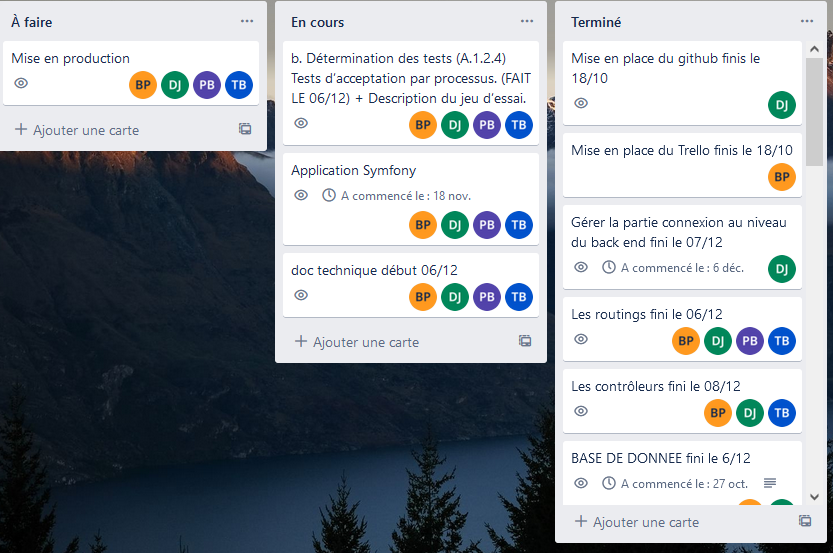 À faire
Mise en production
BP DJ PB TB
Ajouter une carte
En cours
b. Détermination des tests (A.1.2.4)
Tests d'acceptation par processus. (FAIT
LE 06/12) + Description du jeu d'essai.
BP DJ PB TB
Application Symfony
A commencé le : 18 nov.
BP DJ PB TB
doc technique début 06/12
BP DJ PB TB
Ajouter une carte
Terminé
Mise en place du github finis le
18/10
DJ
Mise en place du Trello finis le 18/10
BP
Gérer la partie connexion au niveau
du back end fini le 07/12
A commencé le : 6 déc.
DJ
Les routings fini le 06/12
BP DJ PB TB
Les contrôleurs fini le 08/12
BP DJ TB
BASE DE DONNEE fini le 6/12
A commencé le : 27 oct.
Ajouter une carte